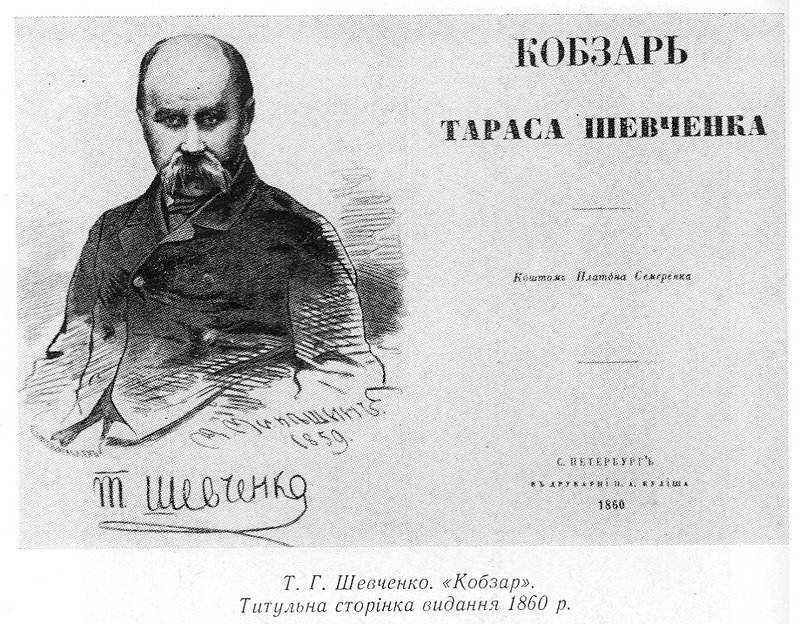 КОБЗАРЬ
ТАРАСА ШЕВЧЕНКА
Коштомъ Платона Семеренка
С. ПЕТЕРБУРГЪ
ВЪ ДРУКАРНІ П. А. КУЛІША
1860
М Микѣшинъ.
1859.
Т Шевченко
Т. Г. Шевченко. «Кобзар».
Титульна сторінка видання 1860 р.